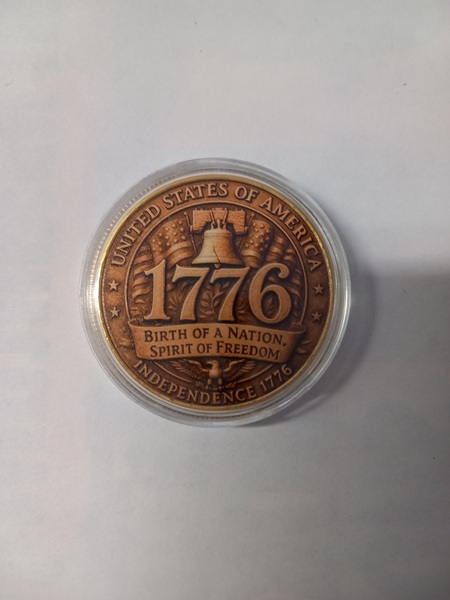 UNITED STATES OF AMERICA
1776
BIRTH OF A NATION,
SPIRIT OF FREEDOM
INDEPENDENCE 1776